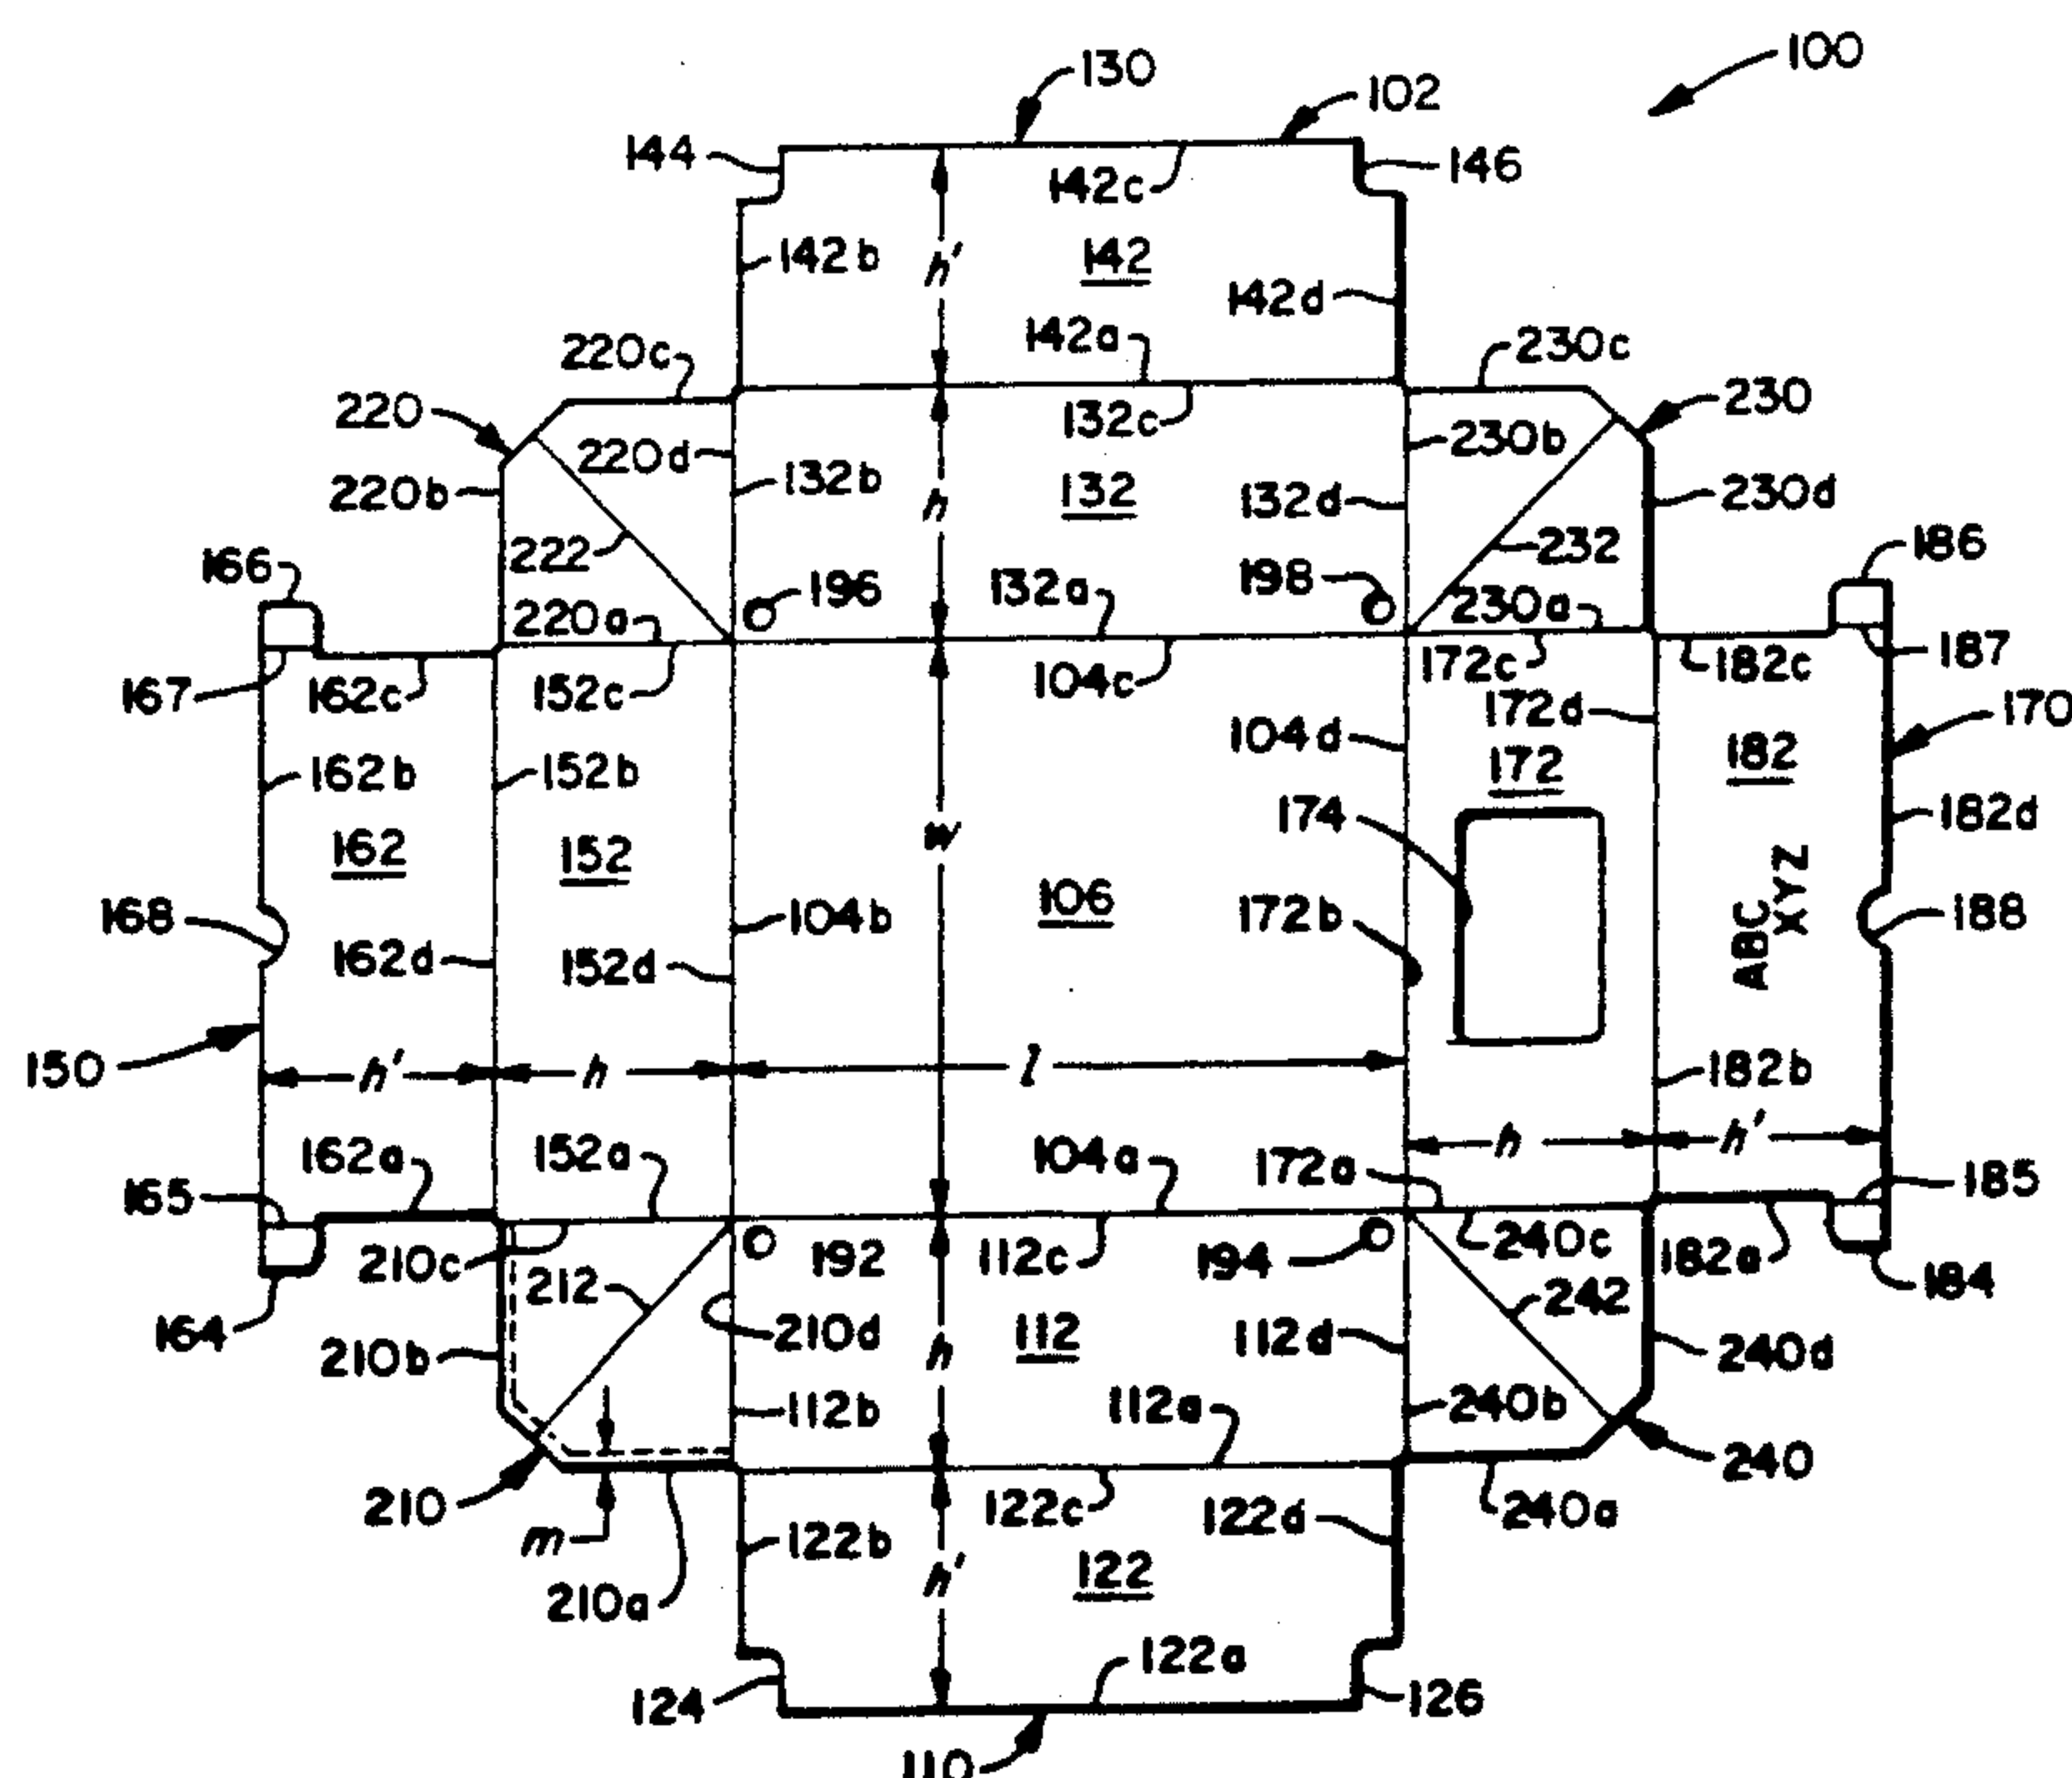 100
130
102
144
142c
146
142b
h'
142
142d
142a
220c
230c
220
132c
230
220d
230b
220b
132b
h
132
132d
230d
222
232
166
196
132a
198
186
220a
230a
167
162c
152c
104c
172c
182c
187
172d
170
104d
162b
152b
172
182
174
182d
w
162
152
106
168
104b
172b
ABC
XYZ
188
162d
152d
150
h'
h
l
182b
162a
152a
104a
172a
h
h'
165
185
210c
192
112c
194
240c
182a
212
242
184
164
210b
210d
h
112
112d
240d
112b
112a
240b
210
240
122c
122d
240a
m
122b
h'
122
210a
122a
124
126
110